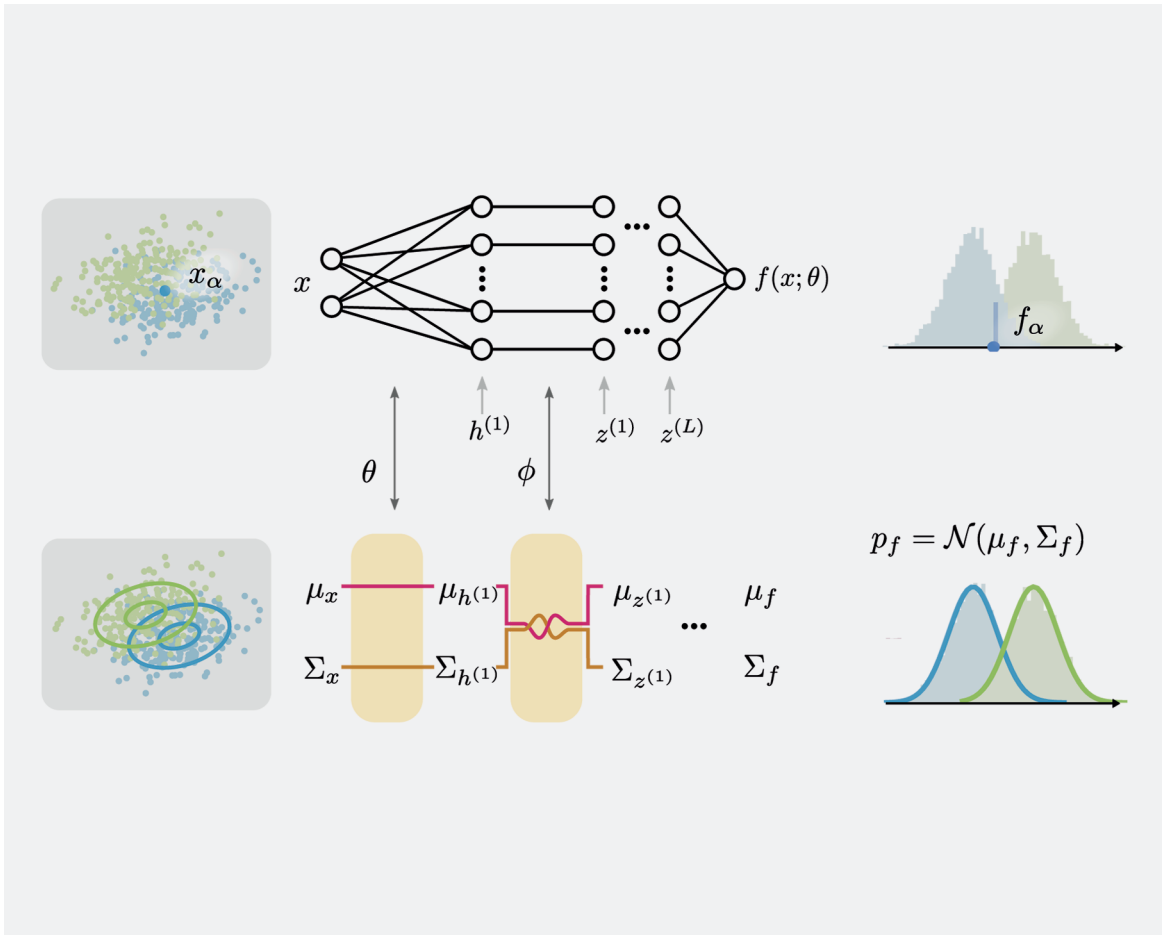 x_α
x
... 
...
f(x; θ)
f_α
h^(1)
z^(1)
z^(L)
θ
ϕ
p_f = 𝒩(μ_f, Σ_f)
μ_x
μ_h^(1)
μ_z^(1)
...
μ_f
Σ_x
Σ_h^(1)
Σ_z^(1)
Σ_f